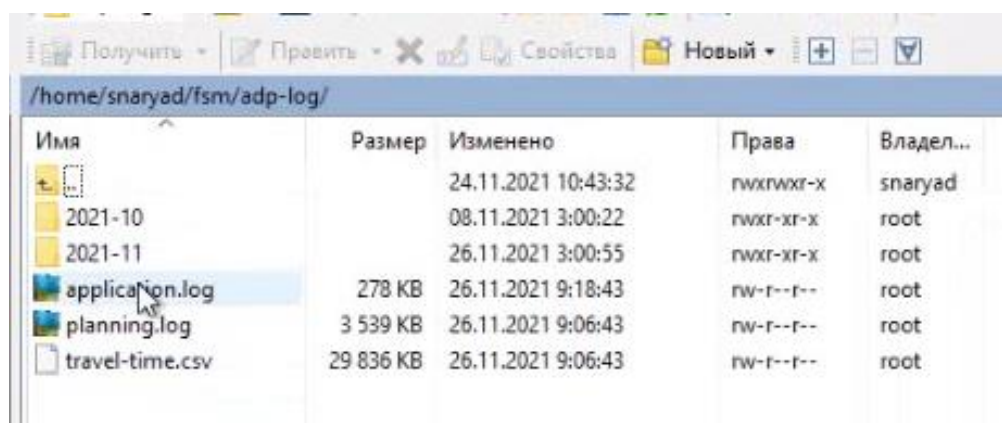 Получить Править Свойства Новый
/home/snaryad/fsm/adp-log/
Имя Размер Изменено Права Владел...
.. 24.11.2021 10:43:32 rwxrwxr-x snaryad
2021-10 08.11.2021 3:00:22 rwxr-xr-x root
2021-11 26.11.2021 3:00:55 rwxr-xr-x root
application.log 278 KB 26.11.2021 9:18:43 rw-r--r-- root
planning.log 3 539 KB 26.11.2021 9:06:43 rw-r--r-- root
travel-time.csv 29 836 KB 26.11.2021 9:06:43 rw-r--r-- root